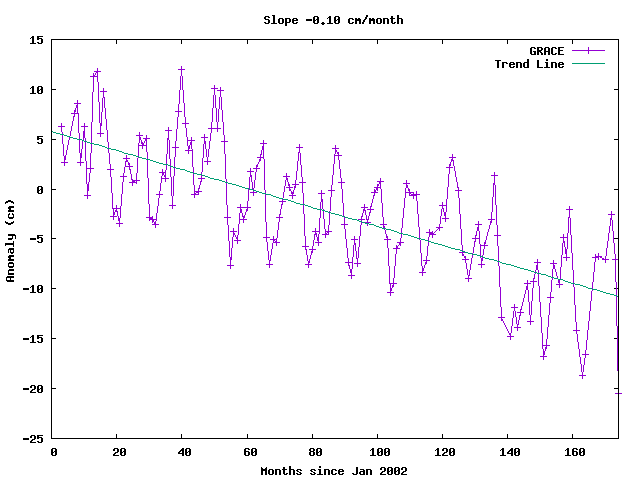 Slope -0.10 cm/month
GRACE
Trend Line
15
10
5
0
-5
-10
-15
-20
-25
Anomaly (cm)
0 20 40 60 80 100 120 140 160
Months since Jan 2002